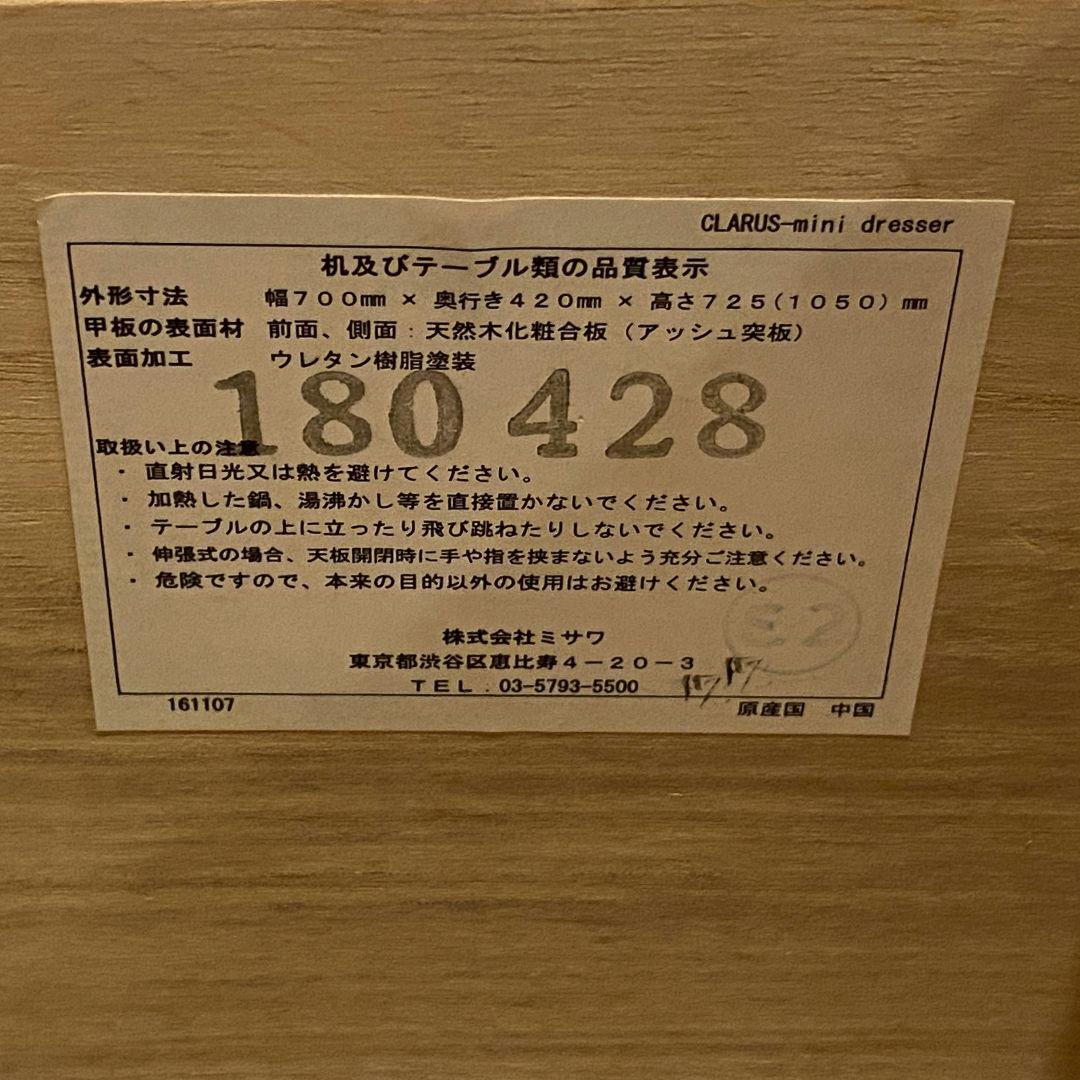 CLARUS-mini dresser
机及びテーブル類の品質表示
外形寸法 幅700mm × 奥行き420mm × 高さ725(1050)mm
甲板の表面材 前面、側面：天然木化粧合板（アッシュ突板）
表面加工 ウレタン樹脂塗装
180 428
取扱い上の注意
・ 直射日光又は熱を避けてください。
・ 加熱した鍋、湯沸かし等を直接置かないでください。
・ テーブルの上に立ったり飛び跳ねたりしないでください。
・ 伸張式の場合、天板開閉時に手や指を挟まないよう充分ご注意ください。
・ 危険ですので、本来の目的以外の使用はお避けください。
株式会社ミサワ
東京都渋谷区恵比寿4－20－3
TEL．03-5793-5500
161107 原産国 中国